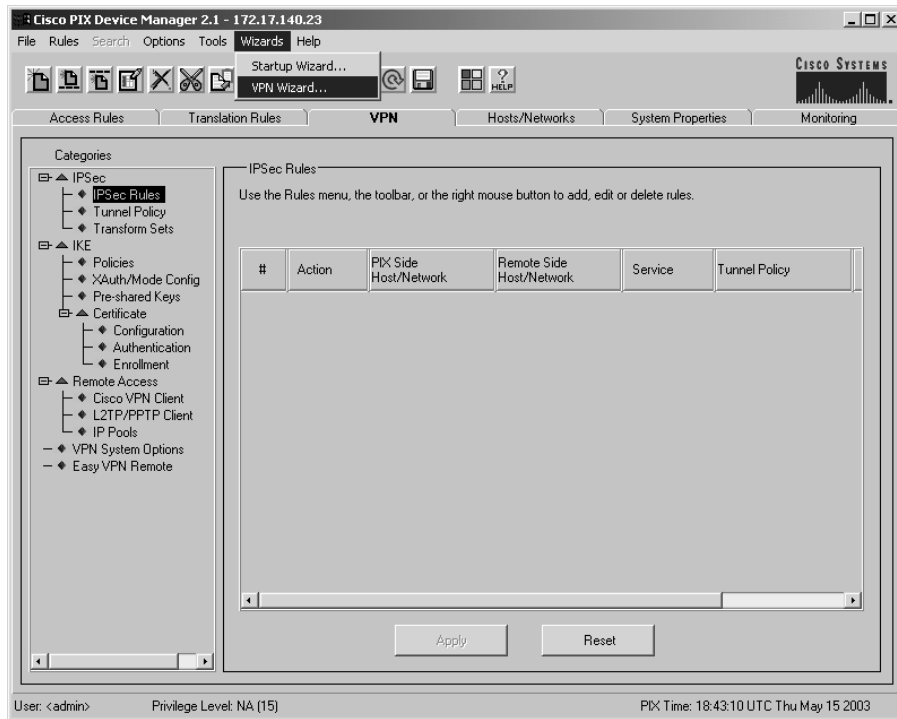 Cisco PIX Device Manager 2.1 - 172.17.140.23
File Rules Search Options Tools Wizards Help
Startup Wizard...
VPN Wizard...
HELP
CISCO SYSTEMS
Access Rules Translation Rules VPN Hosts/Networks System Properties Monitoring
Categories
IPSec
IPSec Rules
Tunnel Policy
Transform Sets
IKE
Policies
XAuth/Mode Config
Pre-shared Keys
Certificate
Configuration
Authentication
Enrollment
Remote Access
Cisco VPN Client
L2TP/PPTP Client
IP Pools
VPN System Options
Easy VPN Remote
IPSec Rules
Use the Rules menu, the toolbar, or the right mouse button to add, edit or delete rules.
# Action PIX Side Host/Network Remote Side Host/Network Service Tunnel Policy
Apply Reset
User: <admin> Privilege Level: NA (15) PIX Time: 18:43:10 UTC Thu May 15 2003